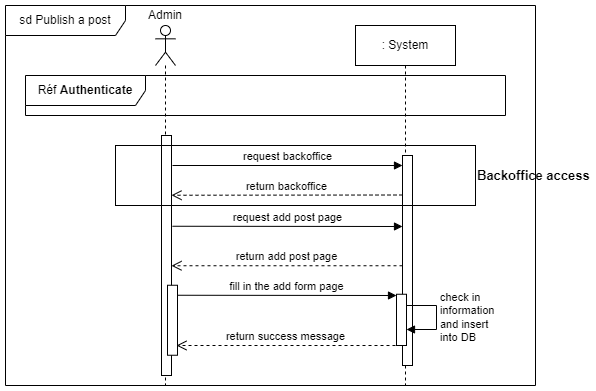 sd Publish a post
Admin
: System
Réf Authenticate
request backoffice
return backoffice
Backoffice access
request add post page
return add post page
fill in the add form page
check in
information
and insert
into DB
return success message